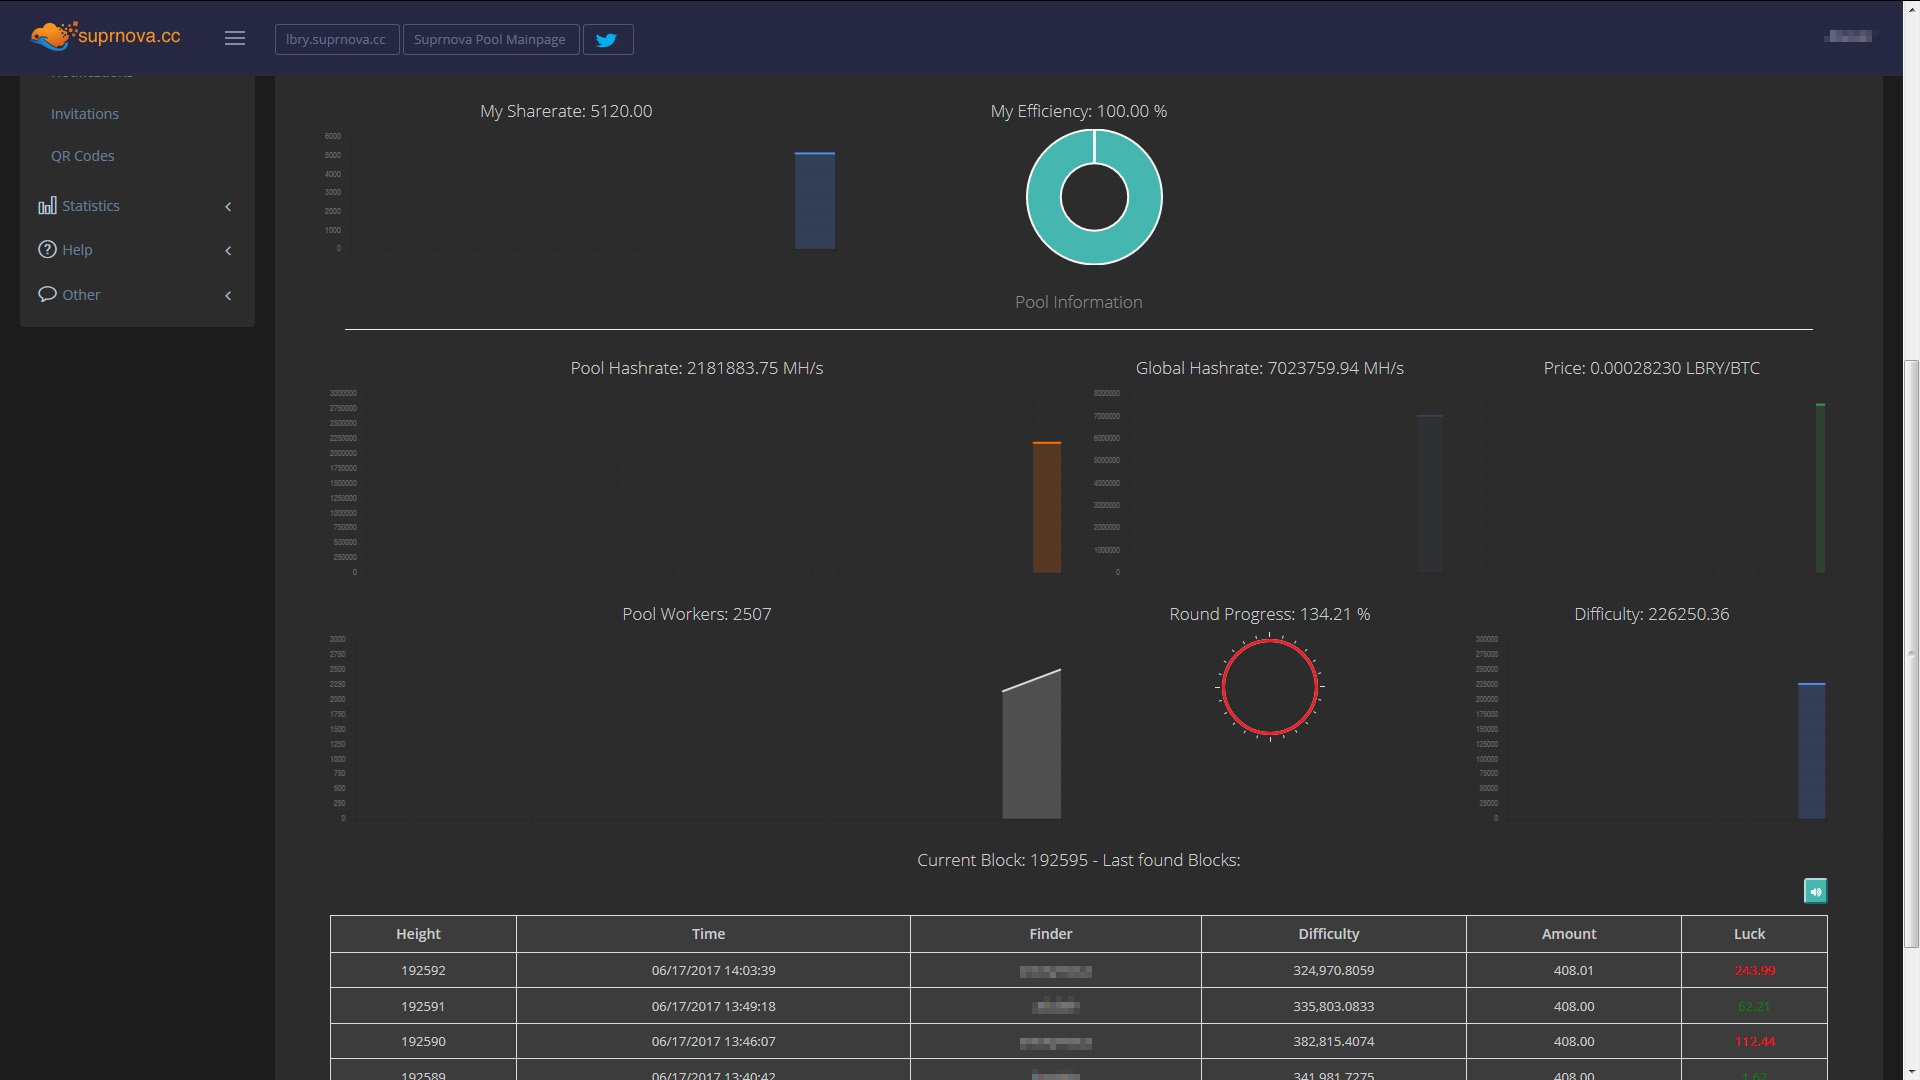 suprnova.cc
lbry.suprnova.cc
Suprnova Pool Mainpage
Notifications
Invitations
QR Codes
Statistics
Help
Other
My Sharerate: 5120.00
6000
5000
4000
3000
2000
1000
0
My Efficiency: 100.00 %
Pool Information
Pool Hashrate: 2181883.75 MH/s
3000000
2750000
2500000
2250000
2000000
1750000
1500000
1250000
1000000
750000
500000
250000
0
Global Hashrate: 7023759.94 MH/s
8000000
7000000
6000000
5000000
4000000
3000000
2000000
1000000
0
Price: 0.00028230 LBRY/BTC
Pool Workers: 2507
3000
2750
2500
2250
2000
1750
1500
1250
1000
750
500
250
0
Round Progress: 134.21 %
Difficulty: 226250.36
300000
275000
250000
225000
200000
175000
150000
125000
100000
75000
50000
25000
0
Current Block: 192595 - Last found Blocks:
Height Time Finder Difficulty Amount Luck
192592 06/17/2017 14:03:39 324,970.8059 408.01 243.99
192591 06/17/2017 13:49:18 335,803.0833 408.00 62.21
192590 06/17/2017 13:46:07 382,815.4074 408.00 112.44
192589 06/17/2017 13:40:42 341,981.7275 408.00 1.62